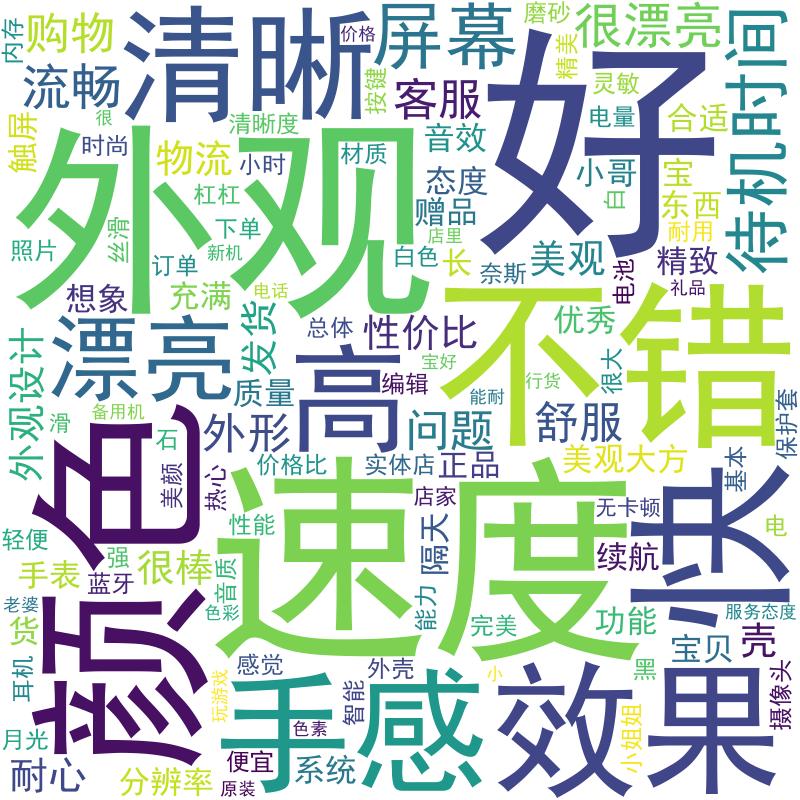 内存
购物
清晰
价格
屏幕
磨砂
很漂亮
待机时间
流畅
很
按键
客服
精美
好
灵敏
电量
合适
触屏
时尚
清晰度
物流
小时
材质
音效
小哥
宝
外观
杠杠
态度
白
东西
照片
丝滑
下单
赠品
店里
耐用
订单
新机
白色
长
奈斯
美观
电池
精致
想象
充满
电话
礼品
不错
漂亮
发货
总体
性价比
优秀
高
宝好
行货
很大
外观设计
质量
编辑
能耐
保护套
滑
备用机
颜色
外形
问题
舒服
石
美颜
热心
价格比
实体店
正品
美观大方
基本
快
速度
店家
无卡顿
轻便
强
性能
隔天
电
手表
蓝牙
很棒
音质
续航
老婆
色彩
能力
服务态度
货
完美
功能
耳机
感觉
外壳
宝贝
壳
玩游戏
智能
小
黑
摄像头
手感
效果
月光
色素
小姐姐
耐心
分辨率
便宜
系统
原装